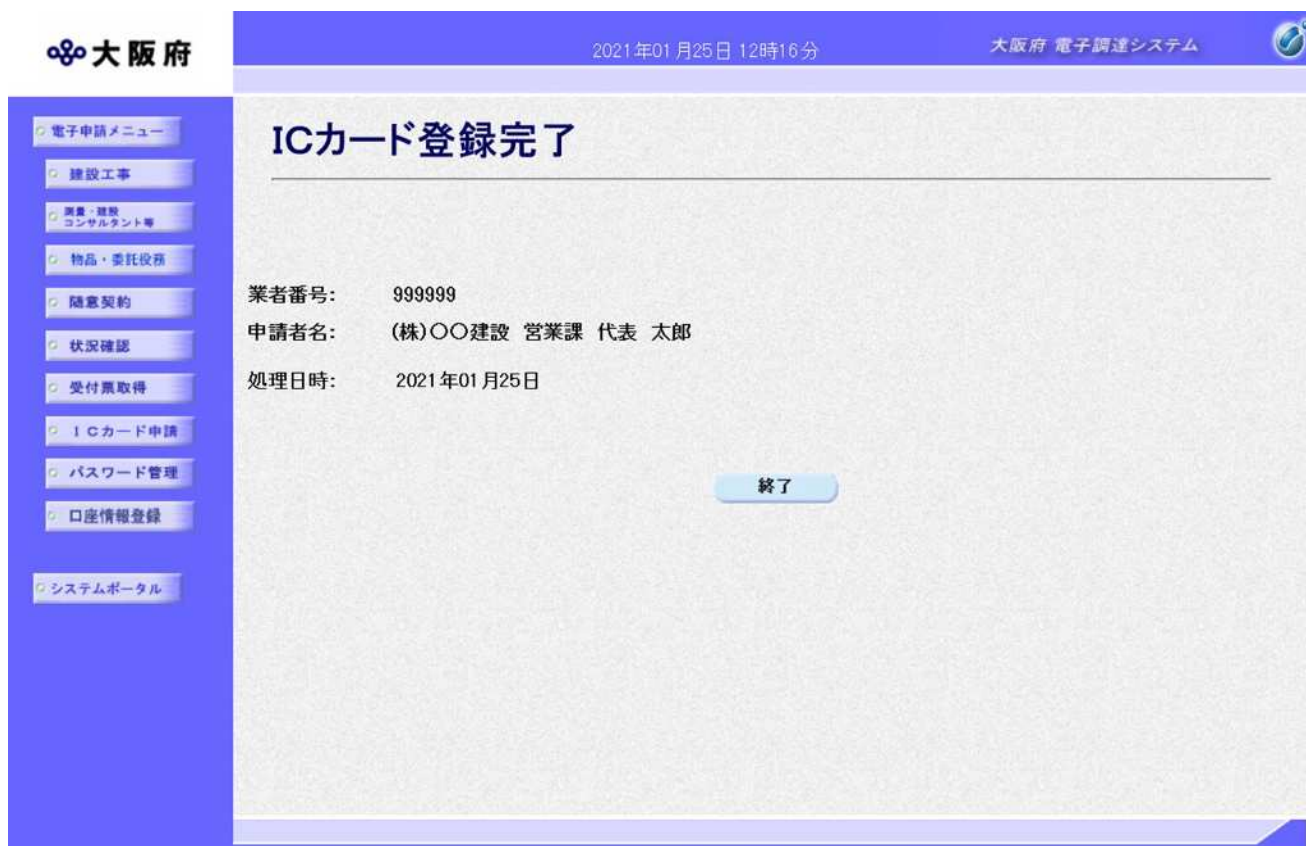 大阪府
2021年01月25日 12時16分
大阪府 電子調達システム
電子申請メニュー
建設工事
測量・建設
コンサルタント等
物品・委託役務
随意契約
状況確認
受付票取得
ICカード申請
パスワード管理
口座情報登録
システムポータル
ICカード登録完了
業者番号: 999999
申請者名: (株)〇〇建設 営業課 代表 太郎
処理日時: 2021年01月25日
終了